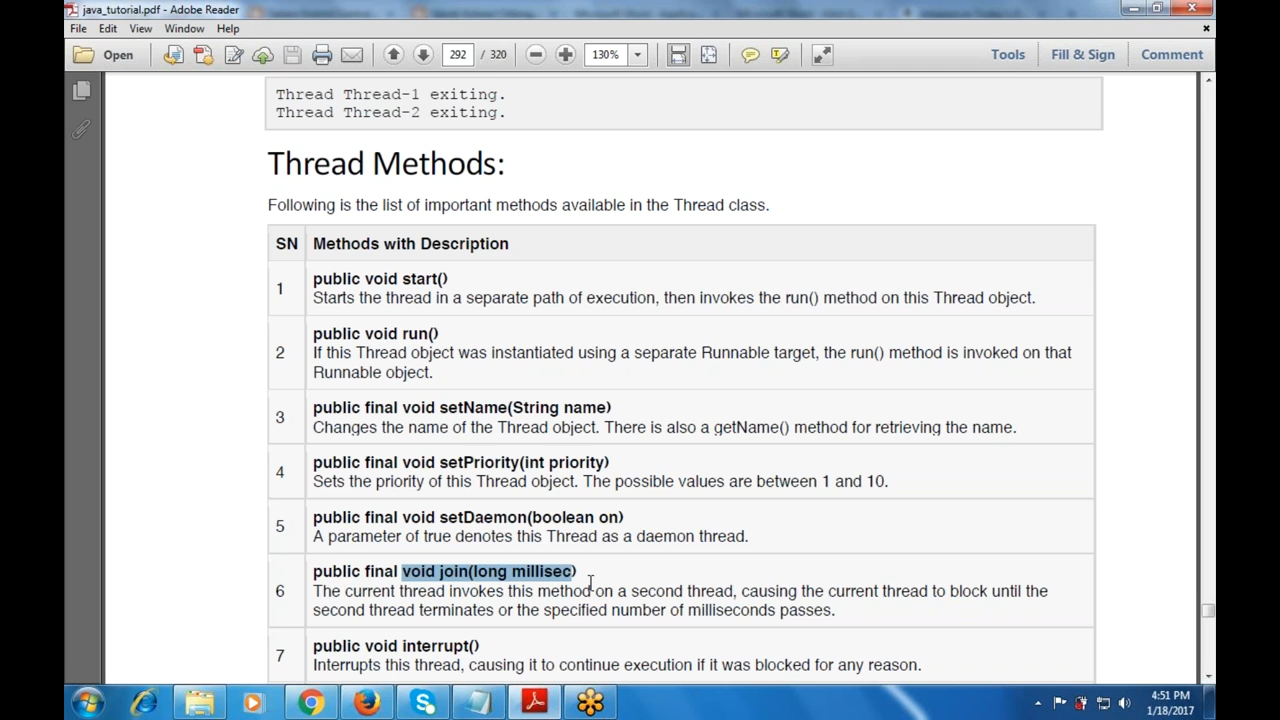 java_tutorial.pdf - Adobe Reader
File Edit View Window Help
Open 292 / 320 130% Tools Fill & Sign Comment
Thread Thread-1 exiting.
Thread Thread-2 exiting.
Thread Methods:
Following is the list of important methods available in the Thread class.
SN Methods with Description
1 public void start()
Starts the thread in a separate path of execution, then invokes the run() method on this Thread object.
2 public void run()
If this Thread object was instantiated using a separate Runnable target, the run() method is invoked on that
Runnable object.
3 public final void setName(String name)
Changes the name of the Thread object. There is also a getName() method for retrieving the name.
4 public final void setPriority(int priority)
Sets the priority of this Thread object. The possible values are between 1 and 10.
5 public final void setDaemon(boolean on)
A parameter of true denotes this Thread as a daemon thread.
6 public final void join(long millisec)
The current thread invokes this method on a second thread, causing the current thread to block until the
second thread terminates or the specified number of milliseconds passes.
7 public void interrupt()
Interrupts this thread, causing it to continue execution if it was blocked for any reason.
4:51 PM
1/18/2017